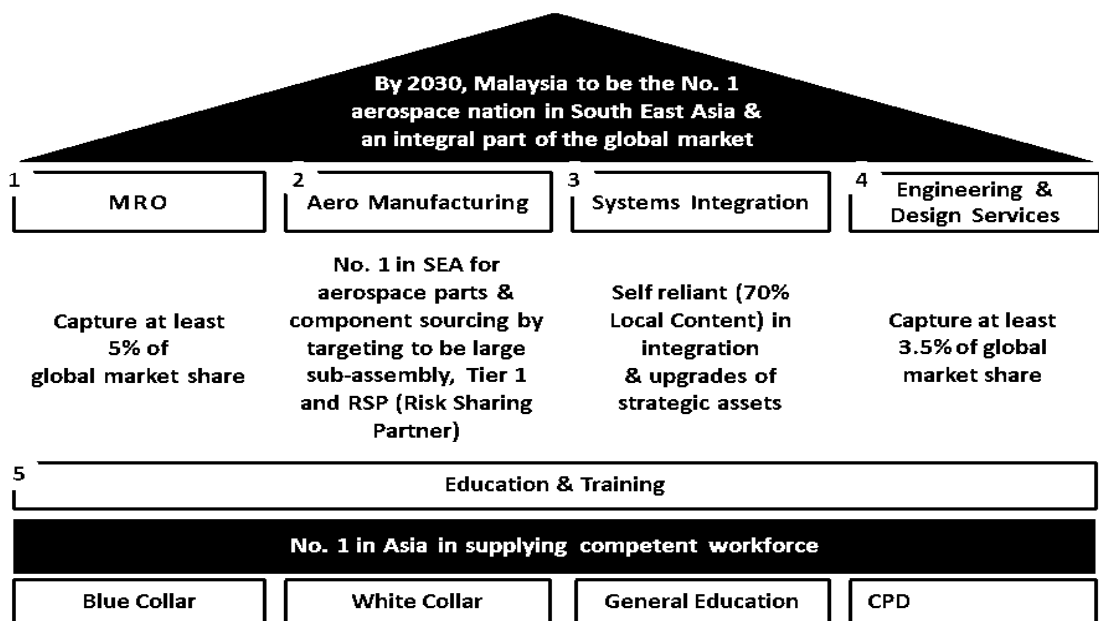 By 2030, Malaysia to be the No. 1
aerospace nation in South East Asia &
an integral part of the global market
1
MRO
2
Aero Manufacturing
3
Systems Integration
4
Engineering &
Design Services
Capture at least
5% of
global market share
No. 1 in SEA for
aerospace parts &
component sourcing by
targeting to be large
sub-assembly, Tier 1
and RSP (Risk Sharing
Partner)
Self reliant (70%
Local Content) in
integration
& upgrades of
strategic assets
Capture at least
3.5% of global
market share
5
Education & Training
No. 1 in Asia in supplying competent workforce
Blue Collar
White Collar
General Education
CPD